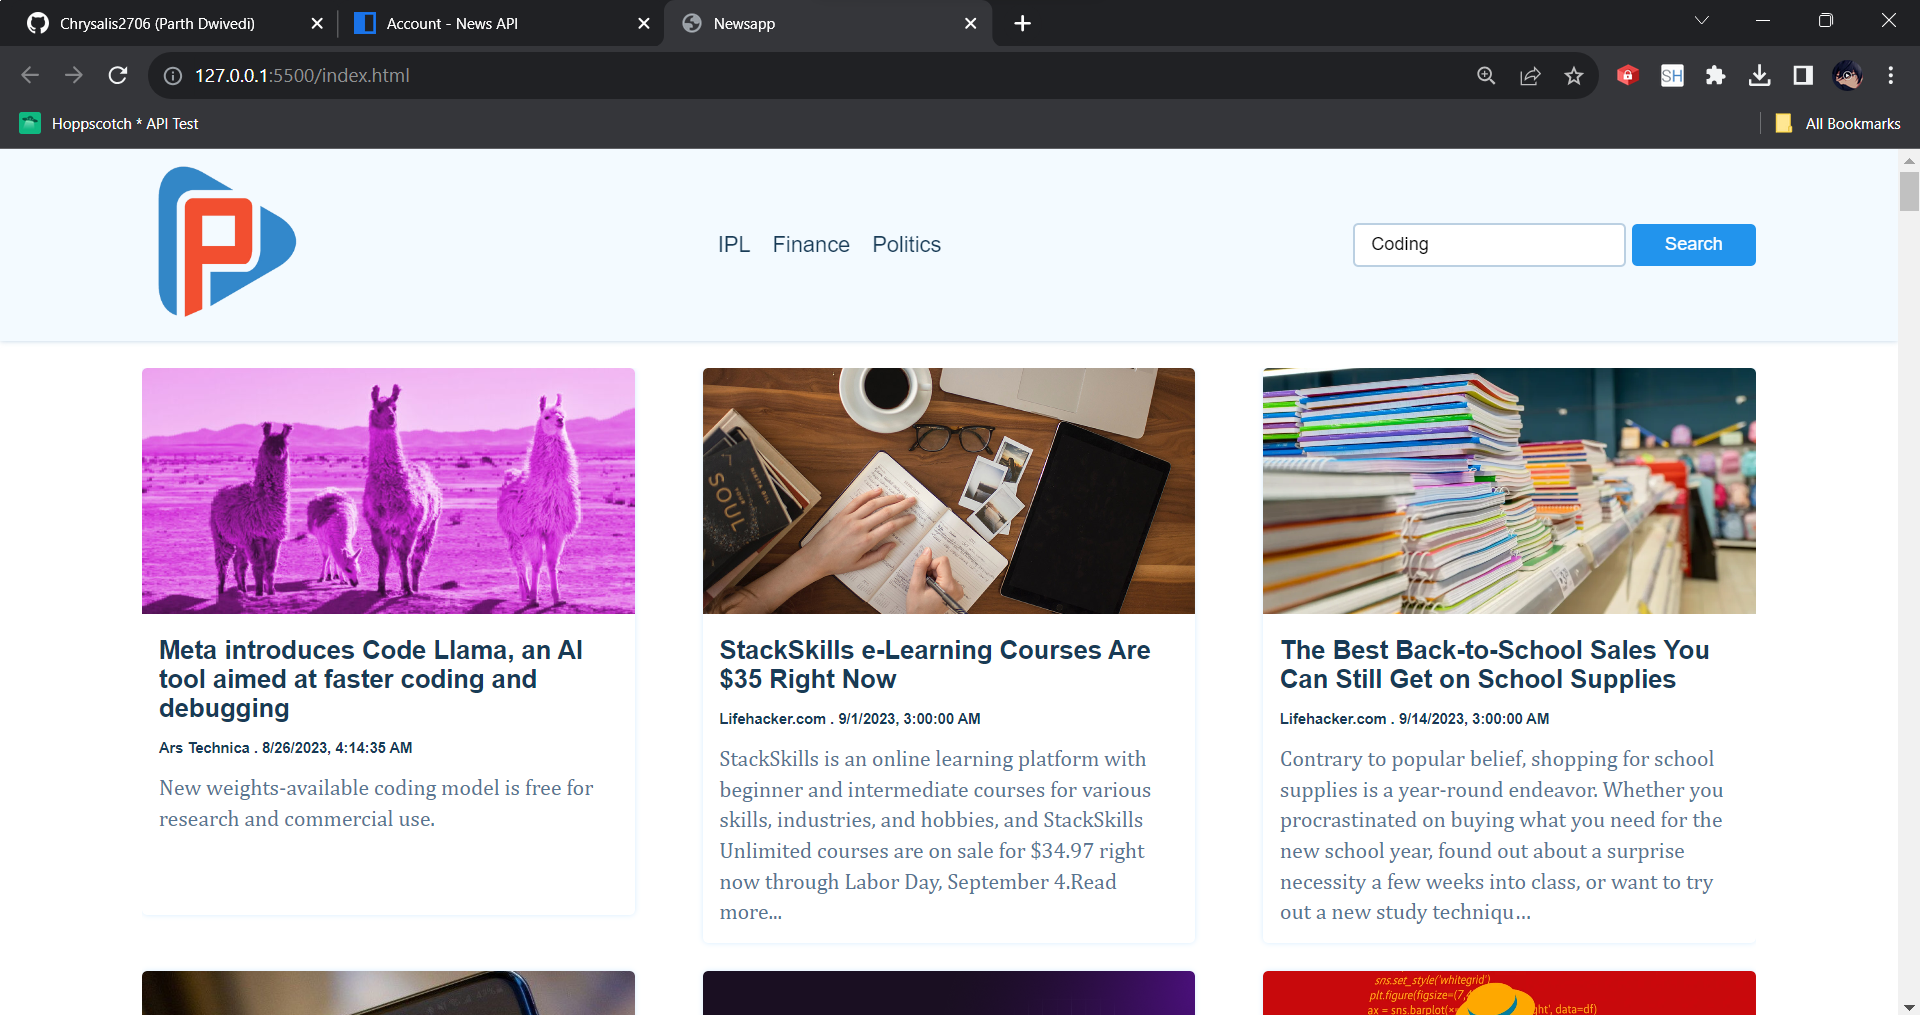 Chrysalis2706 (Parth Dwivedi)
Account - News API
Newsapp
127.0.0.1:5500/index.html
SH
Hoppscotch * API Test
All Bookmarks
P
IPL Finance Politics
Coding
Search
SOUL
Meta introduces Code Llama, an AI
tool aimed at faster coding and
debugging
Ars Technica . 8/26/2023, 4:14:35 AM
New weights-available coding model is free for
research and commercial use.
StackSkills e-Learning Courses Are
$35 Right Now
Lifehacker.com . 9/1/2023, 3:00:00 AM
StackSkills is an online learning platform with
beginner and intermediate courses for various
skills, industries, and hobbies, and StackSkills
Unlimited courses are on sale for $34.97 right
now through Labor Day, September 4.Read
more...
The Best Back-to-School Sales You
Can Still Get on School Supplies
Lifehacker.com . 9/14/2023, 3:00:00 AM
Contrary to popular belief, shopping for school
supplies is a year-round endeavor. Whether you
procrastinated on buying what you need for the
new school year, found out about a surprise
necessity a few weeks into class, or want to try
out a new study techniqu…
sns.set_style('whitegrid')
plt.figure(figsize=(7,4
ax = sns.barplot(x
ht', data=df)